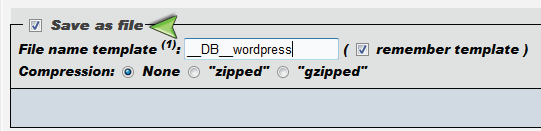 Save as file
File name template (1): __DB__wordpress ( remember template )
Compression: None "zipped" "gzipped"